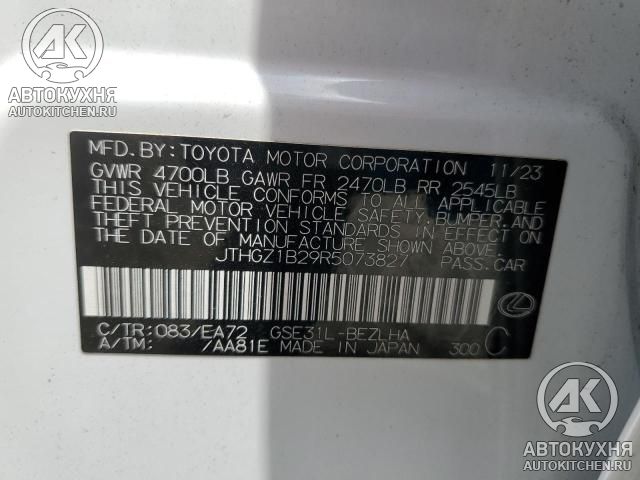 AK
АВТОКУХНЯ
AUTOKITCHEN.RU
MFD. BY: TOYOTA MOTOR CORPORATION 11/23
GVWR 4700LB GAWR FR 2470LB RR 2545LB
THIS VEHICLE CONFORMS TO ALL APPLICABLE
FEDERAL MOTOR VEHICLE SAFETY, BUMPER, AND
THEFT PREVENTION STANDARDS IN EFFECT ON
THE DATE OF MANUFACTURE SHOWN ABOVE.
JTHGZ1B29R5073827 PASS.CAR
C/TR: 083/EA72 GSE31L-BEZLHA
A/TM: /AA81E MADE IN JAPAN 300 C
AK
АВТОКУХНЯ
AUTOKITCHEN.RU